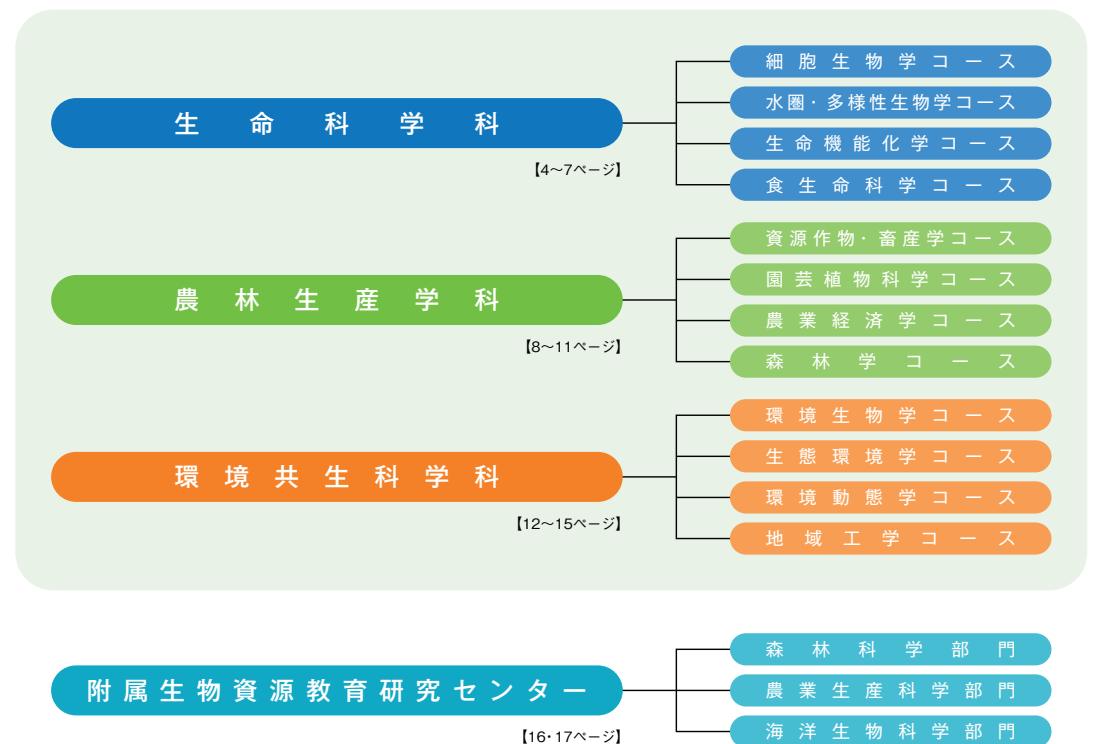 生命科学科
【4〜7ページ】
細胞生物学コース
水圏・多様性生物学コース
生命機能化学コース
食生命科学コース
農林生産学科
【8〜11ページ】
資源作物・畜産学コース
園芸植物科学コース
農業経済学コース
森林学コース
環境共生科学科
【12〜15ページ】
環境生物学コース
生態環境学コース
環境動態学コース
地域工学コース
附属生物資源教育研究センター
【16・17ページ】
森林科学部門
農業生産科学部門
海洋生物科学部門